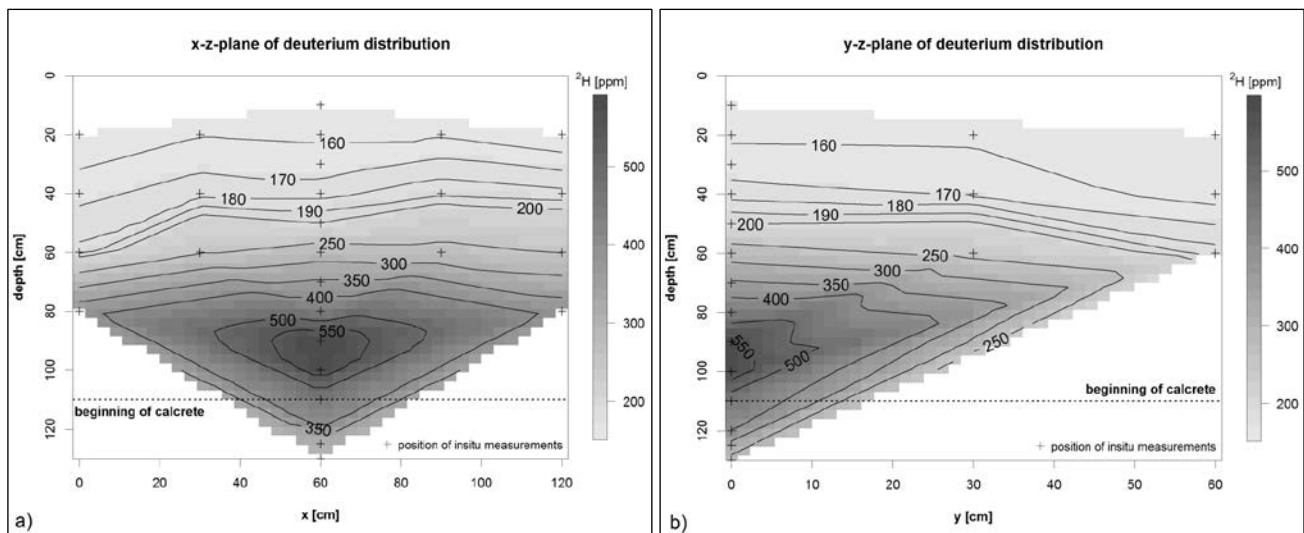 x-z-plane of deuterium distribution
²H [ppm]
0
20
40
60
80
100
120
depth [cm]
160
170
180
190
200
250
300
350
400
500
550
350
500
400
300
200
beginning of calcrete
+ position of insitu measurements
0 20 40 60 80 100 120
x [cm]
a)
y-z-plane of deuterium distribution
²H [ppm]
0
20
40
60
80
100
120
depth [cm]
160
170
180
190
200
250
300
350
400
550
500
250
500
400
300
200
beginning of calcrete
+ position of insitu measurements
0 10 20 30 40 50 60
y [cm]
b)